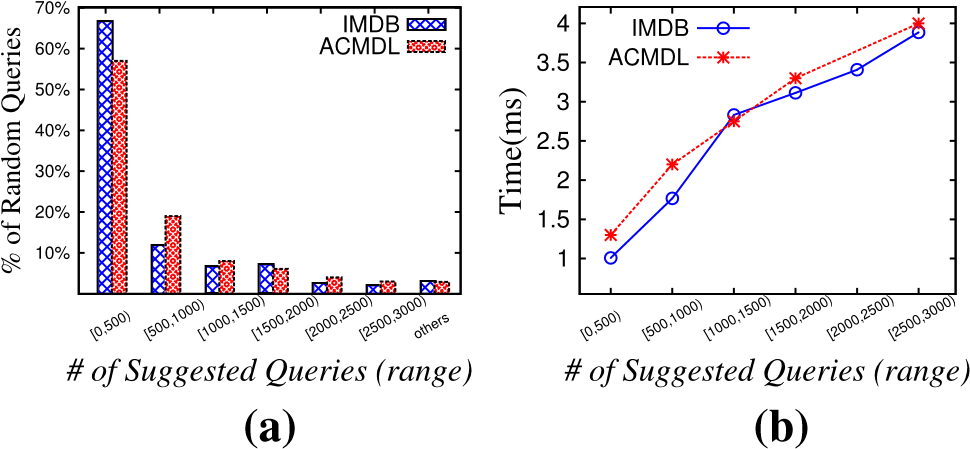 70%
60%
50%
40%
30%
20%
10%
% of Random Queries
IMDB
ACMDL
[0,500)
[500,1000)
[1000,1500)
[1500,2000)
[2000,2500)
[2500,3000)
others
# of Suggested Queries (range)
(a)
4
3.5
3
2.5
2
1.5
1
Time(ms)
IMDB
ACMDL
[0,500)
[500,1000)
[1000,1500)
[1500,2000)
[2000,2500)
[2500,3000)
# of Suggested Queries (range)
(b)